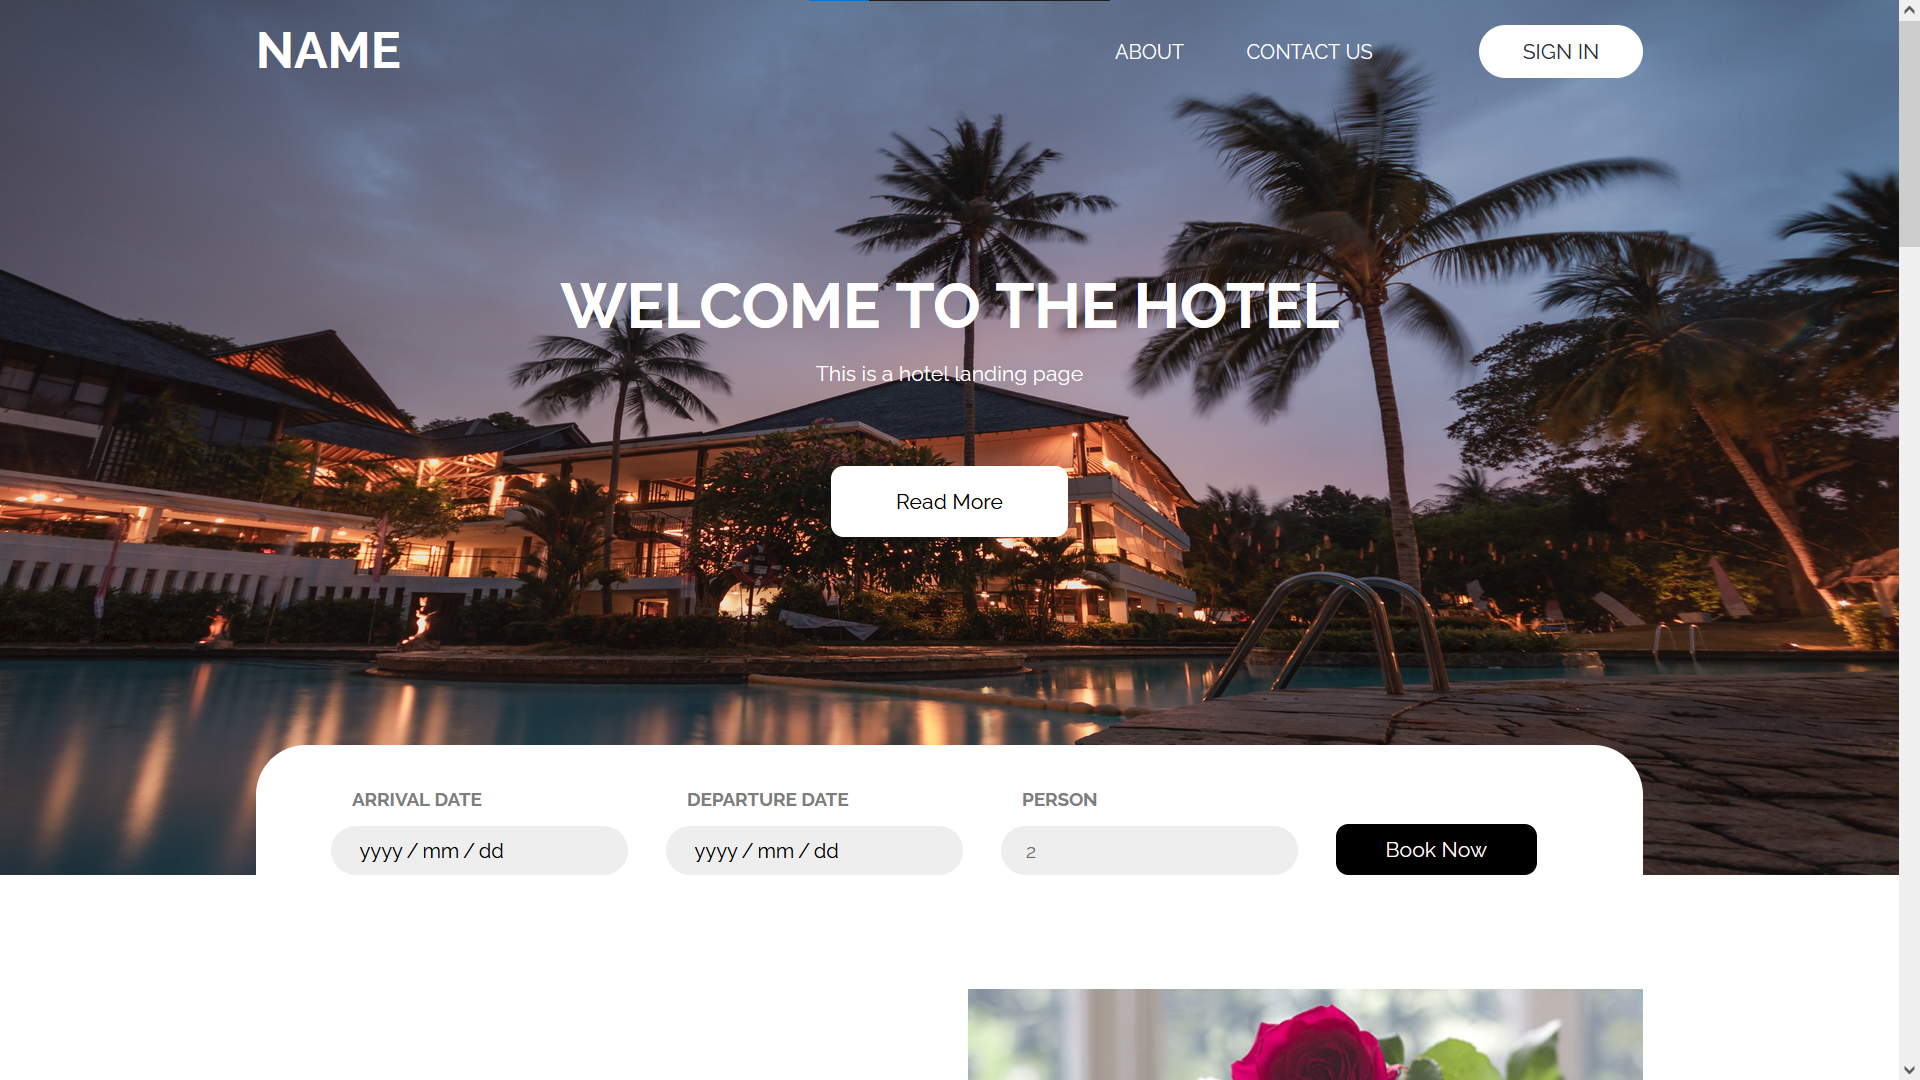 NAME
ABOUT
CONTACT US
SIGN IN
WELCOME TO THE HOTEL
This is a hotel landing page
Read More
ARRIVAL DATE
DEPARTURE DATE
PERSON
yyyy / mm / dd
yyyy / mm / dd
2
Book Now